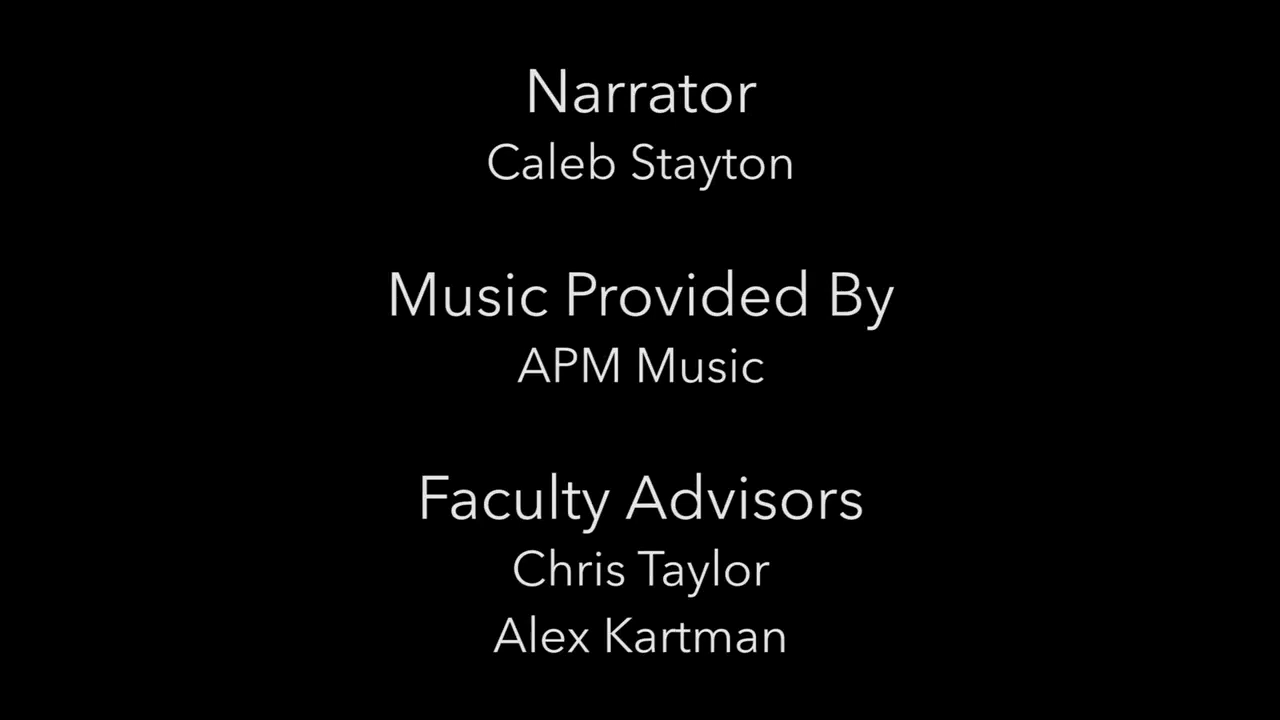 Narrator
Caleb Stayton
Music Provided By
APM Music
Faculty Advisors
Chris Taylor
Alex Kartman